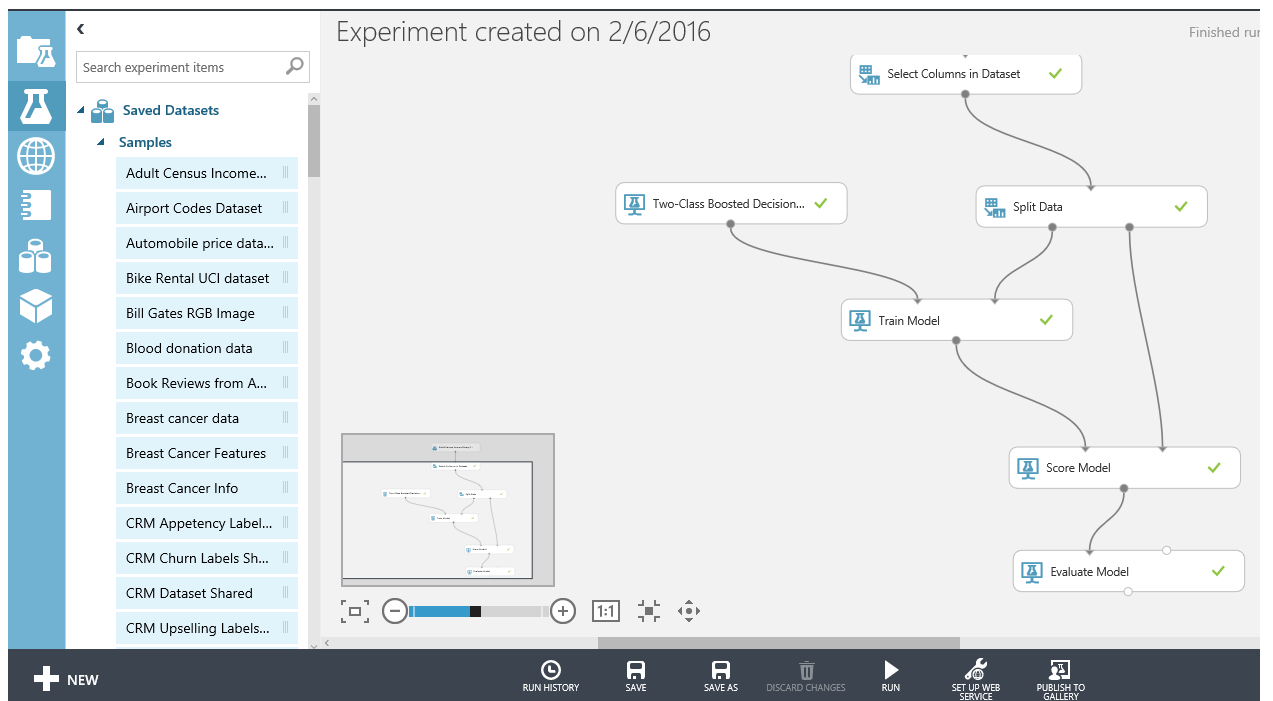 Experiment created on 2/6/2016
Finished run
Search experiment items
Saved Datasets
Samples
Adult Census Income...
Airport Codes Dataset
Automobile price data...
Bike Rental UCI dataset
Bill Gates RGB Image
Blood donation data
Book Reviews from A...
Breast cancer data
Breast Cancer Features
Breast Cancer Info
CRM Appetency Label...
CRM Churn Labels Sh...
CRM Dataset Shared
CRM Upselling Labels...
Select Columns in Dataset
Two-Class Boosted Decision...
Split Data
Train Model
Score Model
Evaluate Model
1:1
NEW
RUN HISTORY
SAVE
SAVE AS
DISCARD CHANGES
RUN
SET UP WEB
SERVICE
PUBLISH TO
GALLERY